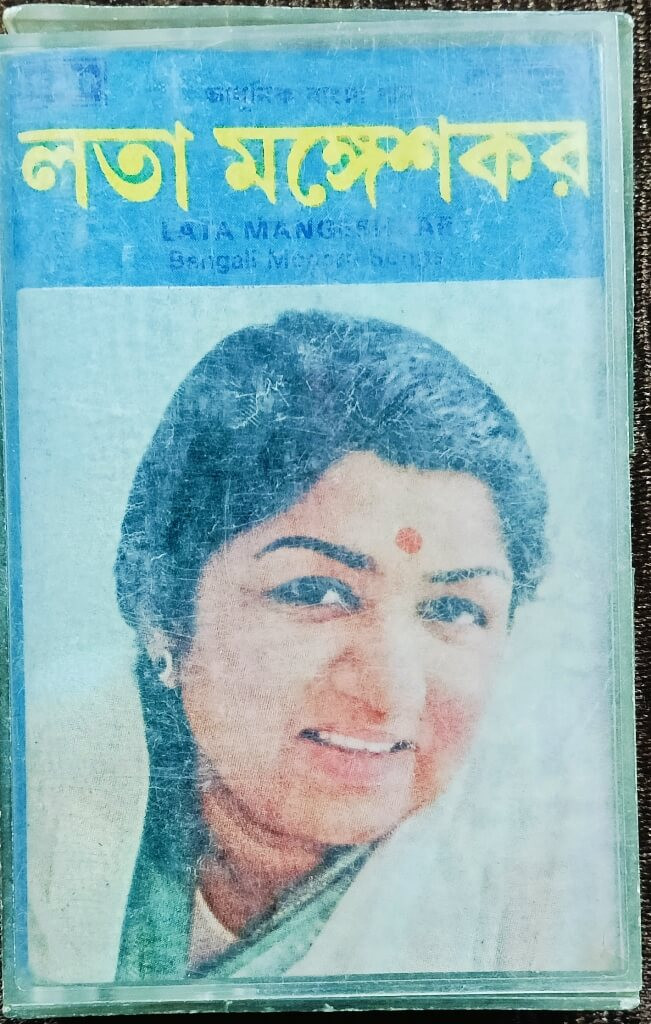 আধুনিক বাংলা গান
লতা মঙ্গেশকর
LATA MANGESHKAR
Bengali Modern Songs